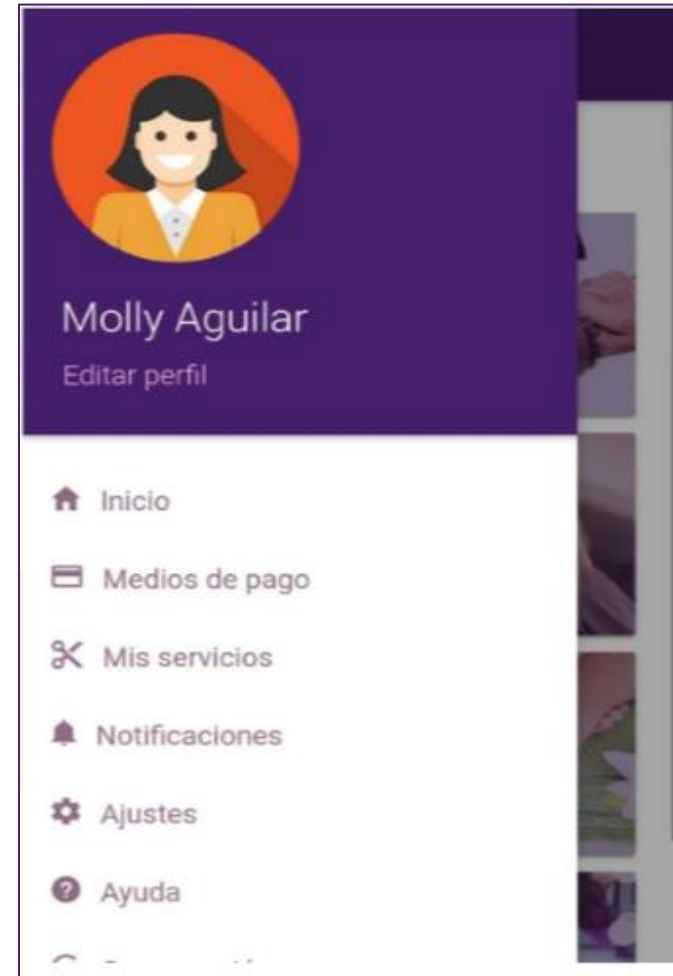 Molly Aguilar
Editar perfil
Inicio
Medios de pago
Mis servicios
Notificaciones
Ajustes
Ayuda